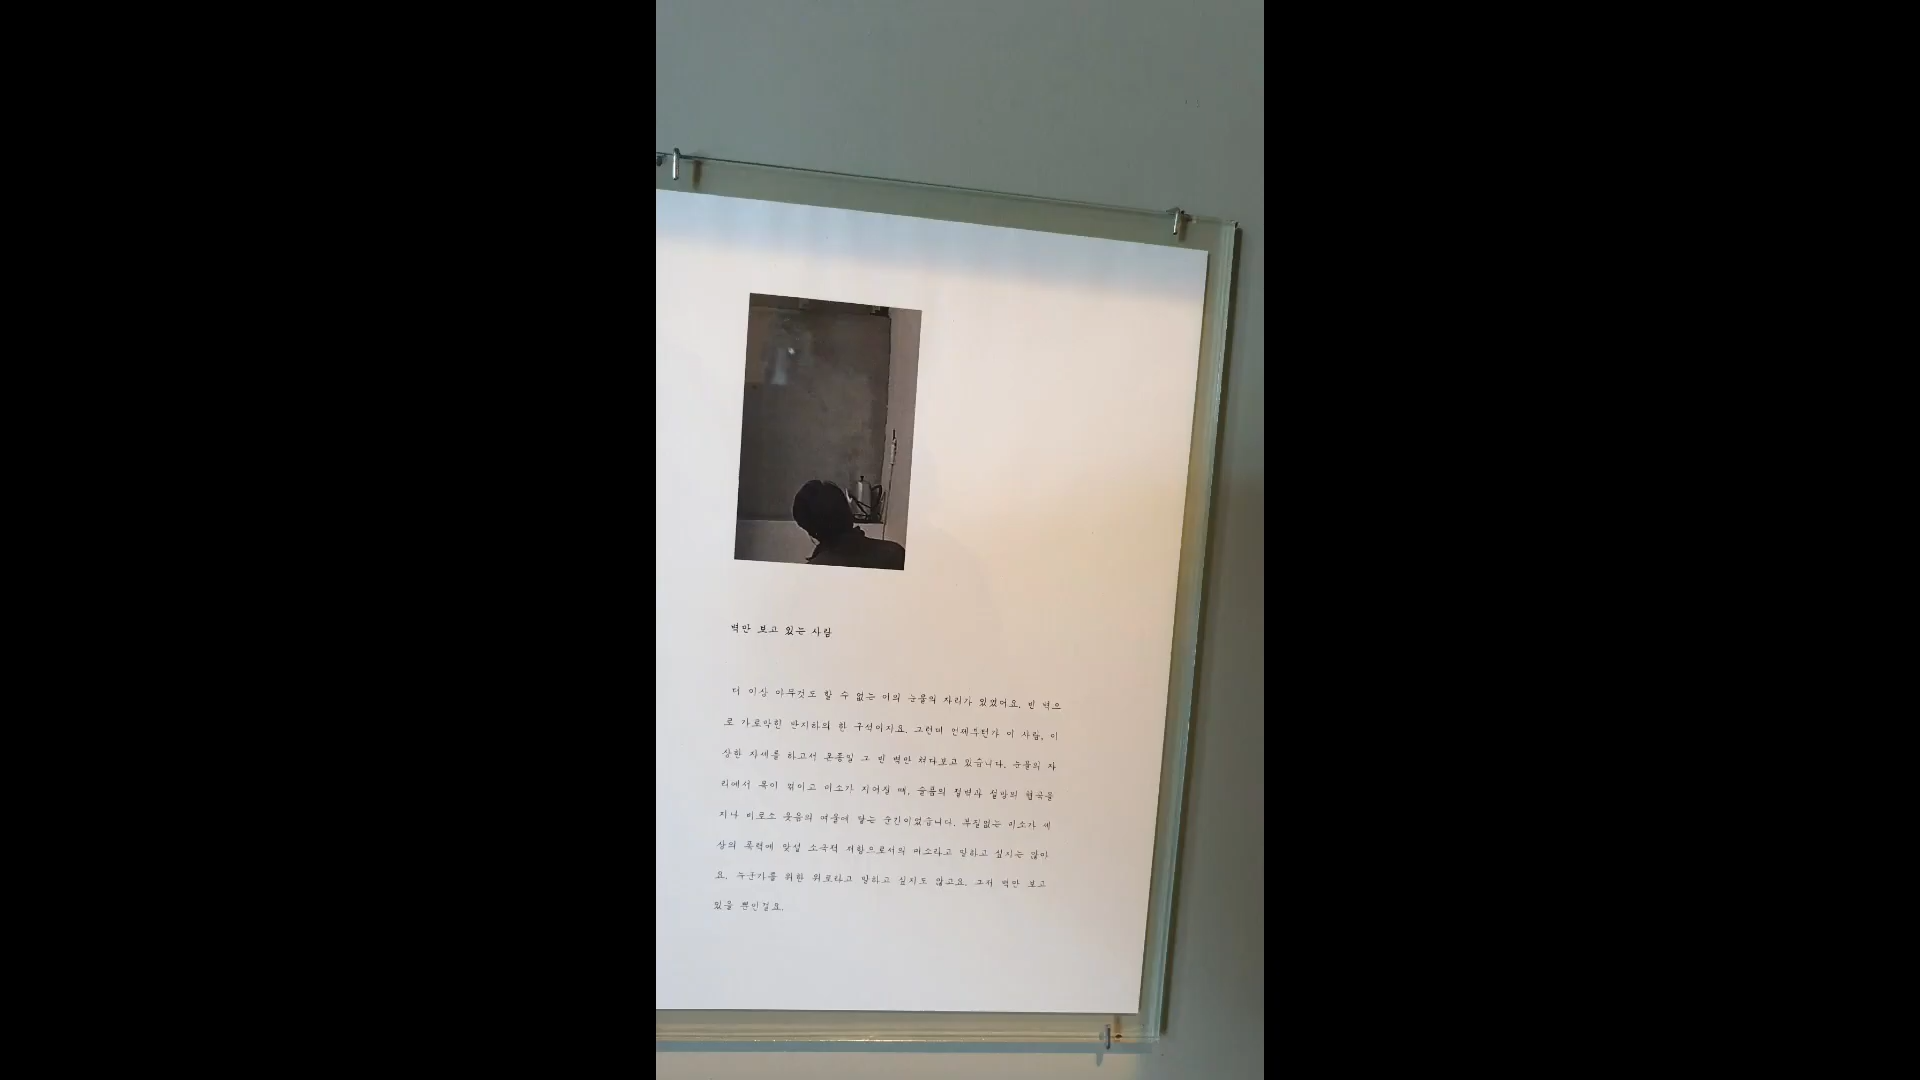 벽만 보고 있는 사람
더 이상 아무것도 할 수 없는 이의 눈물의 자리가 있었어요. 빈 벽으
로 가로막힌 반지하의 한 구석이지요. 그런데 언제부턴가 이 사람, 이
상한 자세를 하고서 온종일 그 빈 벽만 쳐다보고 있습니다. 눈물의 자
리에서 목이 꺾이고 미소가 지어질 때, 슬픔의 절벽과 절망의 협곡을
지나 비로소 웃음의 여울에 닿는 순간이었습니다. 부질없는 미소가 세
상의 폭력에 맞설 소극적 저항으로서의 미소라고 말하고 싶지는 않아
요. 누군가를 위한 위로라고 말하고 싶지도 않고요. 그저 벽만 보고
있을 뿐인걸요.